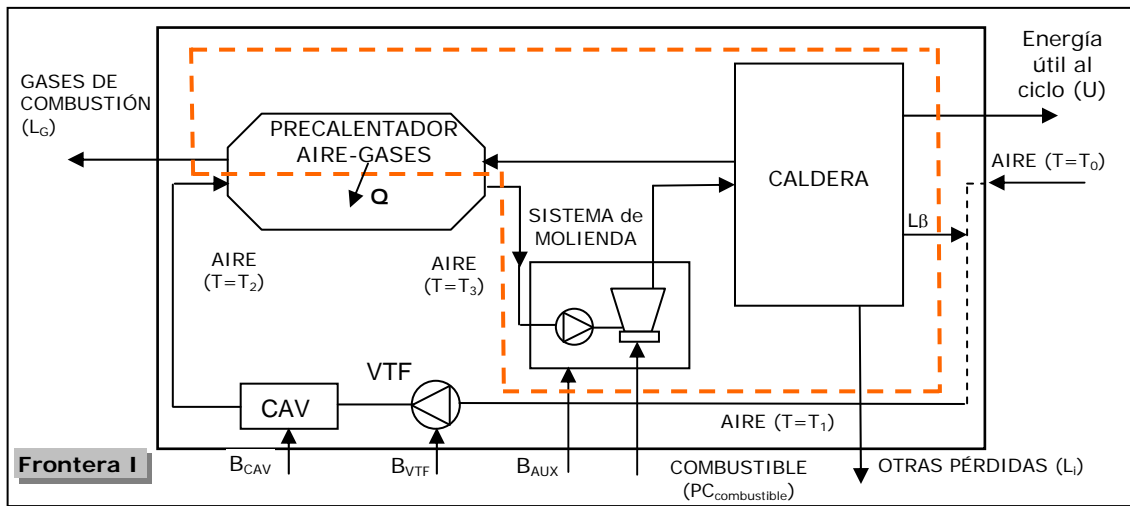 Energía
útil al
ciclo (U)
GASES DE
COMBUSTIÓN
(LG)
PRECALENTADOR
AIRE-GASES
Q
CALDERA
AIRE (T=T0)
SISTEMA de
MOLIENDA
Lβ
AIRE
(T=T2)
AIRE
(T=T3)
VTF
CAV
AIRE (T=T1)
Frontera I
BCAV
BVTF
BAUX
COMBUSTIBLE
(PCcombustible)
OTRAS PÉRDIDAS (Li)